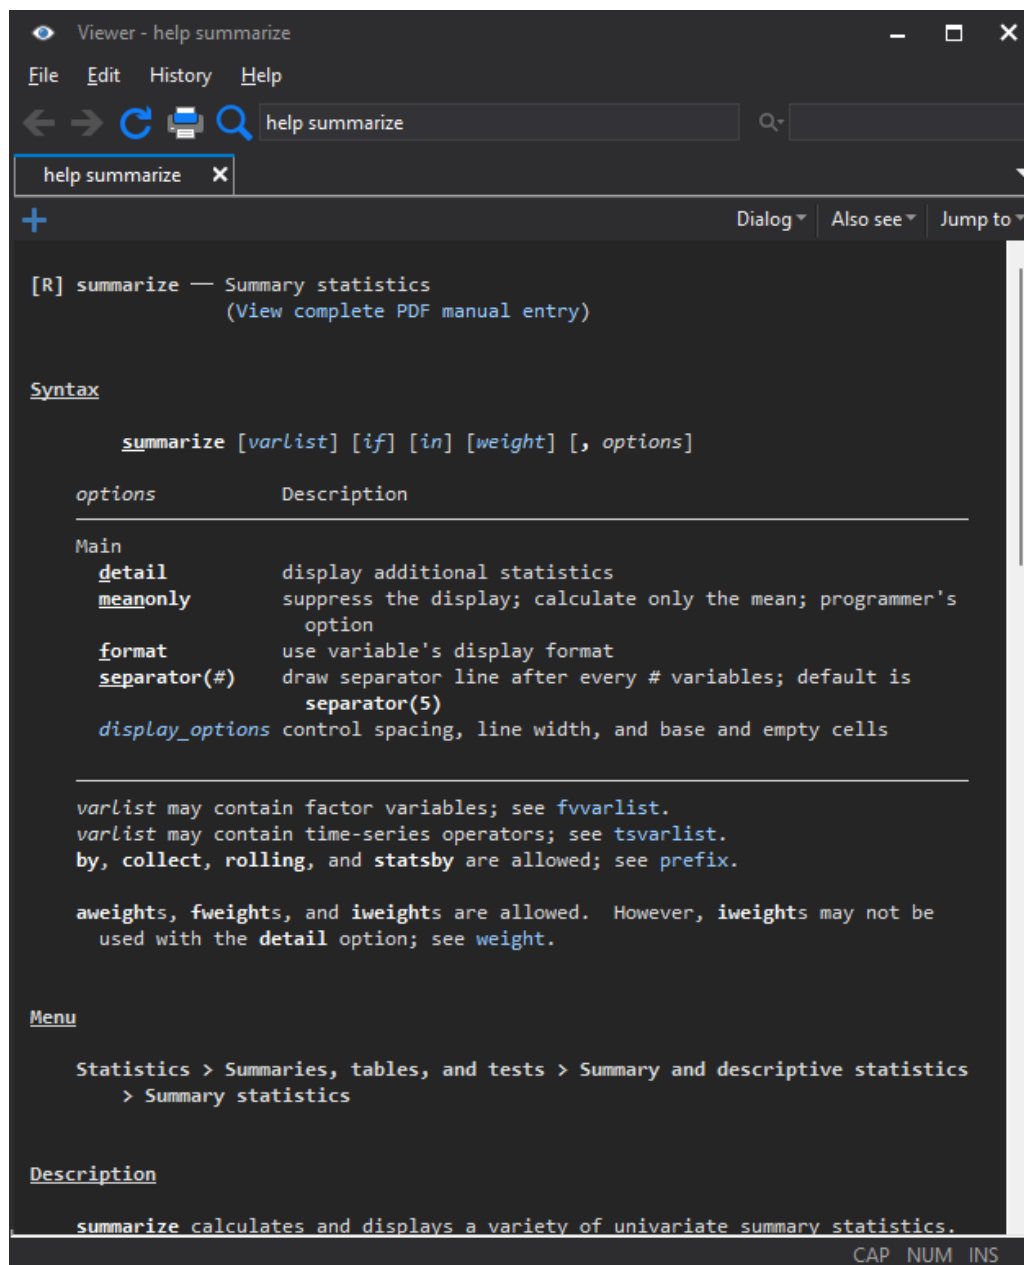 Viewer - help summarize
File Edit History Help
help summarize
help summarize
Dialog Also see Jump to
[R] summarize — Summary statistics
(View complete PDF manual entry)
Syntax
summarize [varlist] [if] [in] [weight] [, options]
options Description
Main
detail display additional statistics
meanonly suppress the display; calculate only the mean; programmer's
option
format use variable's display format
separator(#) draw separator line after every # variables; default is
separator(5)
display_options control spacing, line width, and base and empty cells
varlist may contain factor variables; see fvvarlist.
varlist may contain time-series operators; see tsvarlist.
by, collect, rolling, and statsby are allowed; see prefix.
aweights, fweights, and iweights are allowed.  However, iweights may not be
used with the detail option; see weight.
Menu
Statistics > Summaries, tables, and tests > Summary and descriptive statistics
> Summary statistics
Description
summarize calculates and displays a variety of univariate summary statistics.
CAP NUM INS